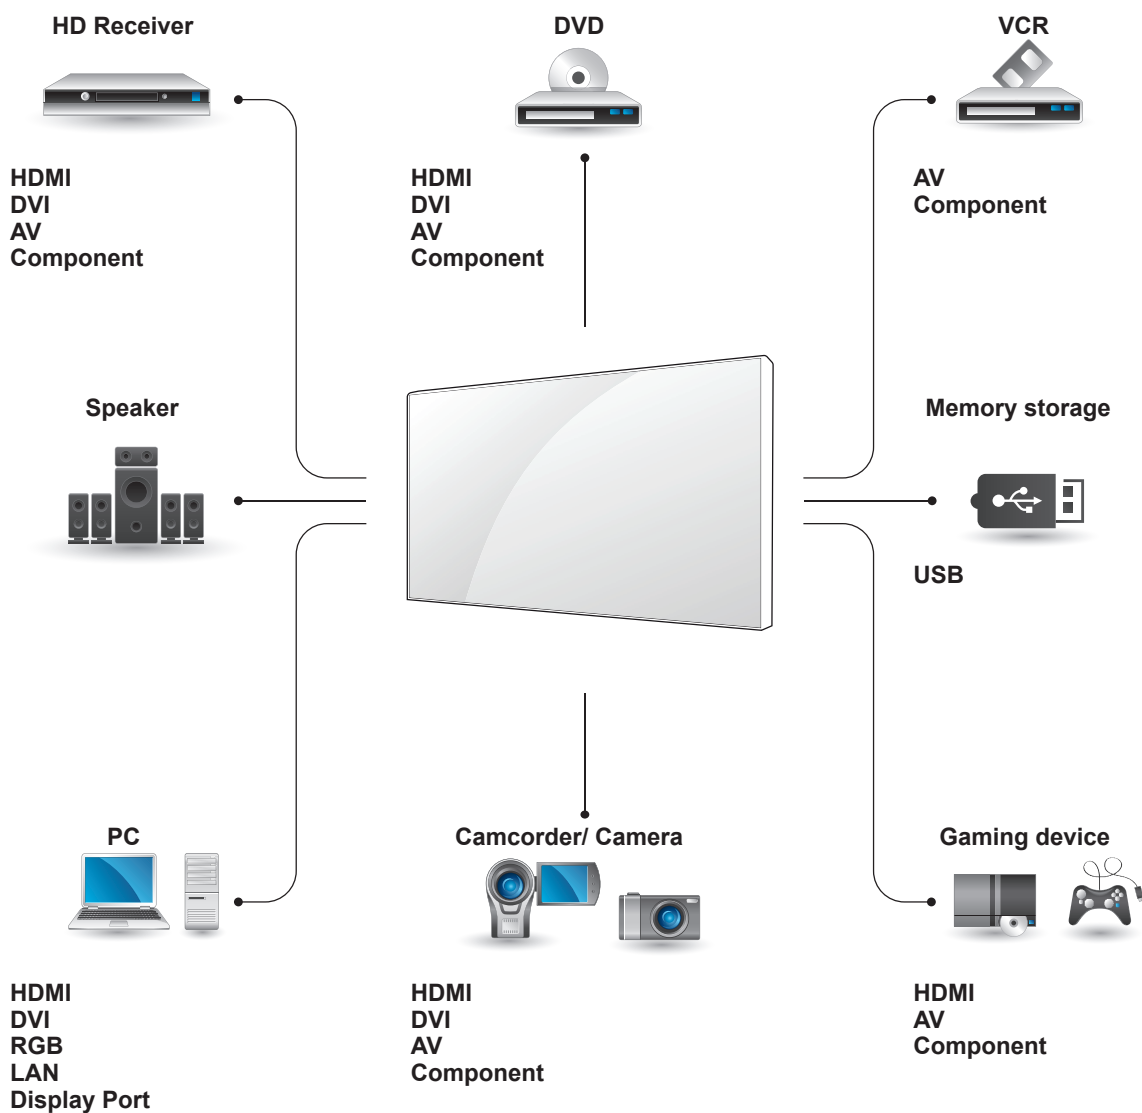 HD Receiver
HDMI
DVI
AV
Component
DVD
HDMI
DVI
AV
Component
VCR
AV
Component
Speaker
Memory storage
USB
PC
HDMI
DVI
RGB
LAN
Display Port
Camcorder/ Camera
HDMI
DVI
AV
Component
Gaming device
HDMI
AV
Component